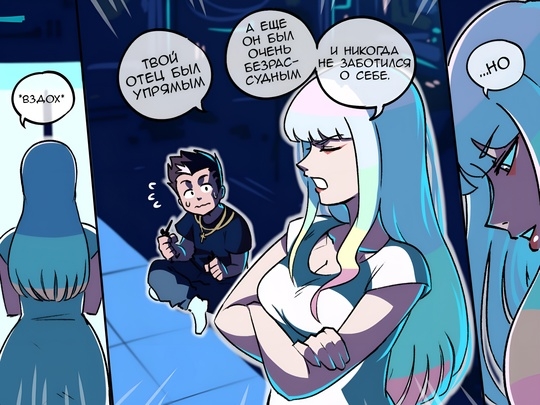 *ВЗДОХ*
ТВОЙ
ОТЕЦ БЫЛ
УПРЯМЫМ
А ЕЩЕ
ОН БЫЛ
ОЧЕНЬ
БЕЗРАС-
СУДНЫМ
И НИКОГДА
НЕ ЗАБОТИЛСЯ
О СЕБЕ.
...НО